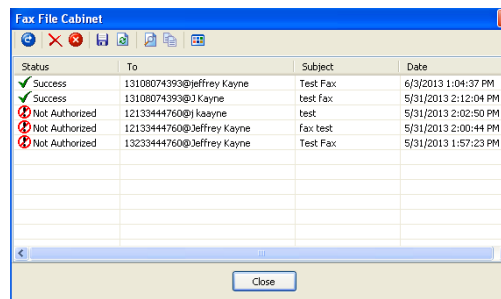 Fax File Cabinet
Status To Subject Date
Success 13108074393@jeffrey Kayne Test Fax 6/3/2013 1:04:37 PM
Success 13108074393@J Kayne test fax 5/31/2013 2:12:04 PM
Not Authorized 12133444760@j kaayne test 5/31/2013 2:02:50 PM
Not Authorized 12133444760@Jeffrey Kayne fax test 5/31/2013 2:00:44 PM
Not Authorized 13233444760@Jeffrey Kayne Test Fax 5/31/2013 1:57:23 PM
Close